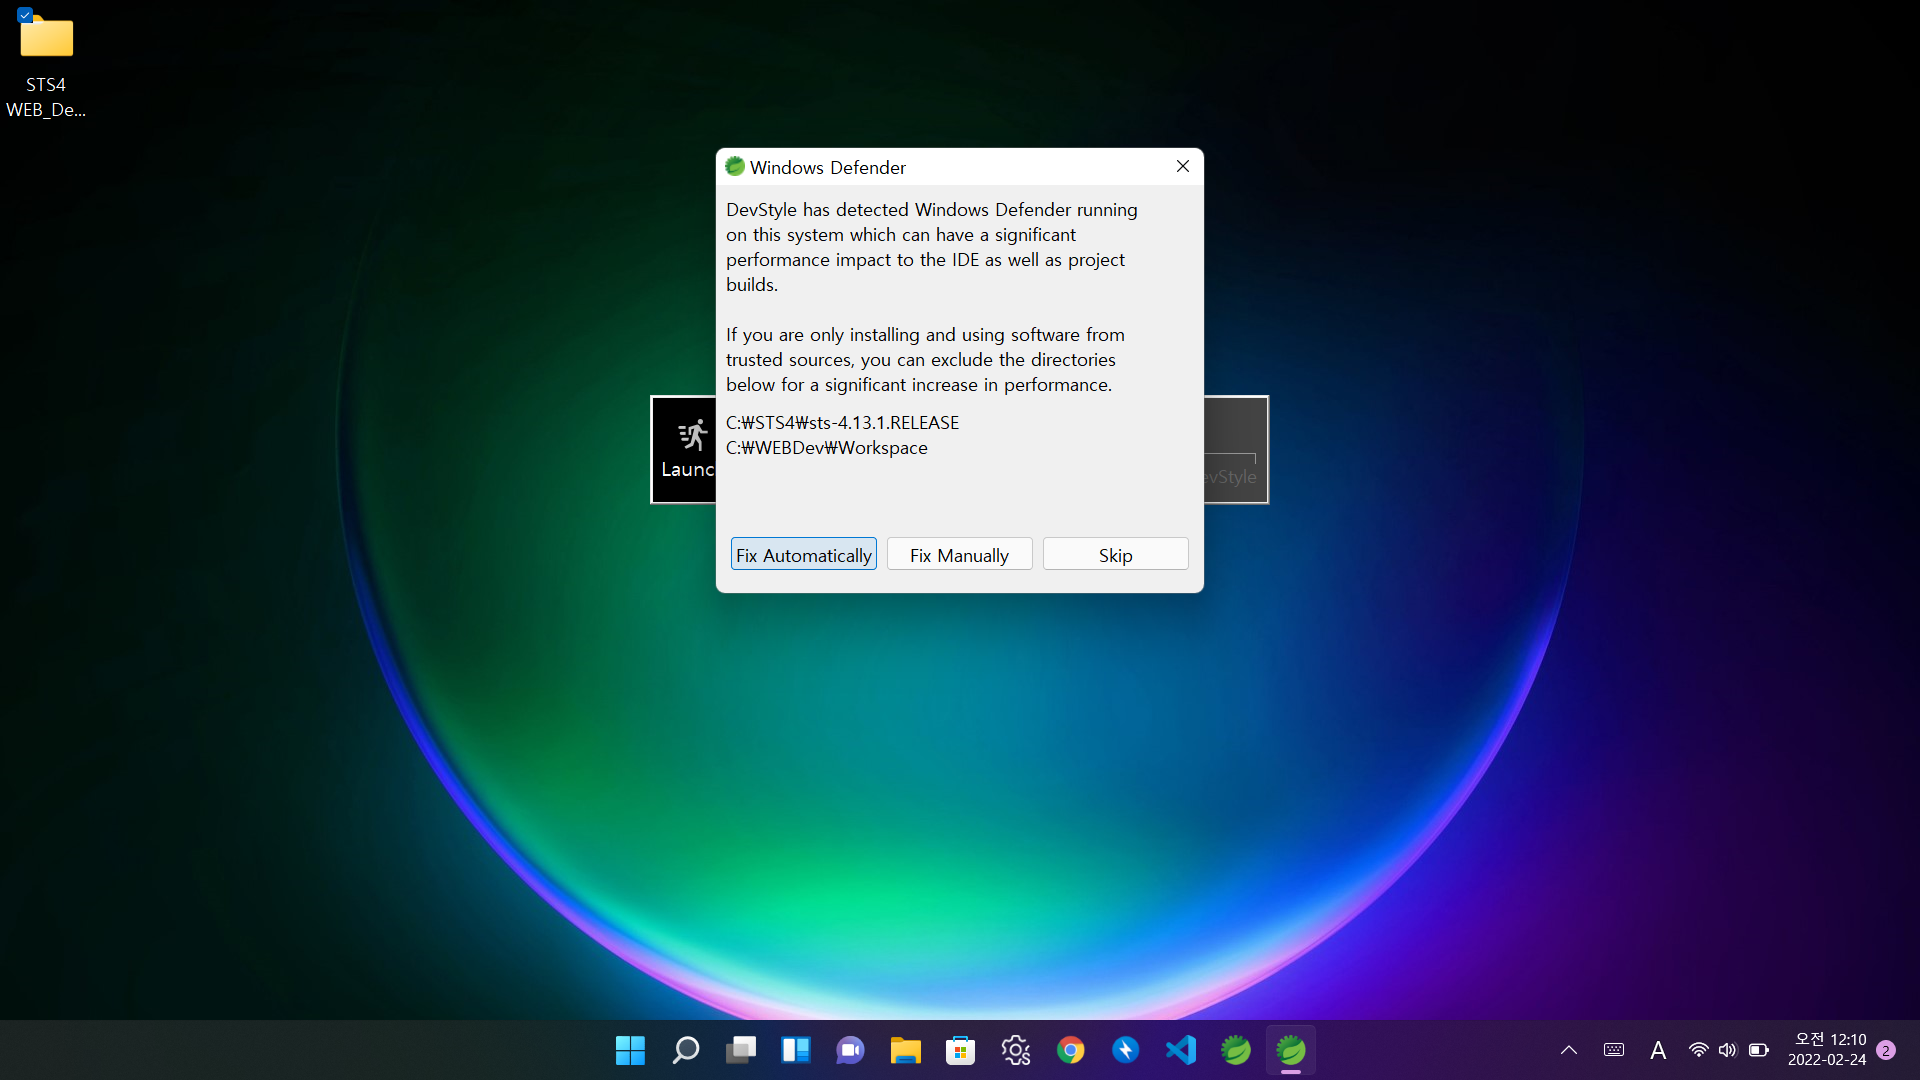 STS4
WEB_De...
Windows Defender
DevStyle has detected Windows Defender running
on this system which can have a significant
performance impact to the IDE as well as project
builds.
If you are only installing and using software from
trusted sources, you can exclude the directories
below for a significant increase in performance.
C:₩STS4₩sts-4.13.1.RELEASE
C:₩WEBDev₩Workspace
Launc
evStyle
Fix Automatically
Fix Manually
Skip
A
오전 12:10
2022-02-24
2